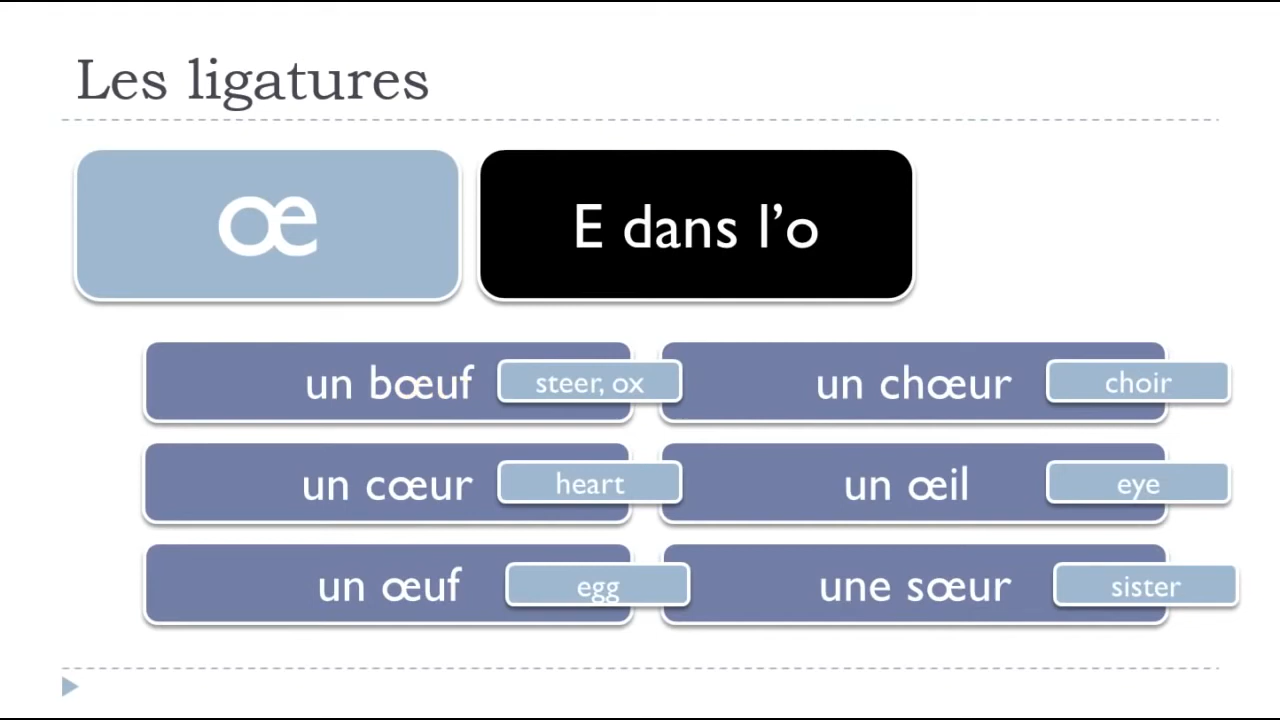 Les ligatures
œ
E dans l’o
un bœuf steer, ox
un chœur choir
un cœur heart
un œil eye
un œuf egg
une sœur sister